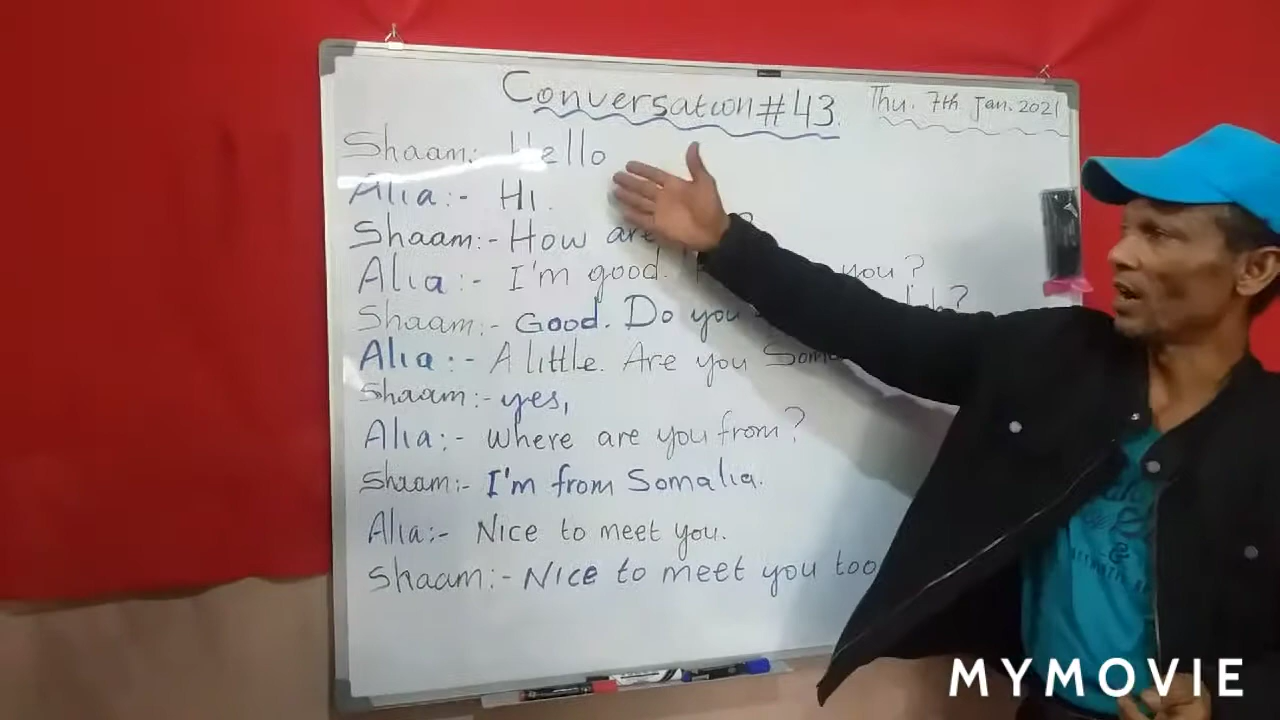 Conversation #43.
Thu. 7th. Jan. 2021
Shaam:- Hello
Alia:- Hi.
Shaam:- How are ?
Alia:- I'm good. you?
Shaam:- Good. Do you ?
Alia:- A little. Are you
Shaam:- yes,
Alia:- Where are you from?
Shaam:- I'm from Somalia.
Alia:- Nice to meet you.
Shaam:- Nice to meet you too
MYMOVIE